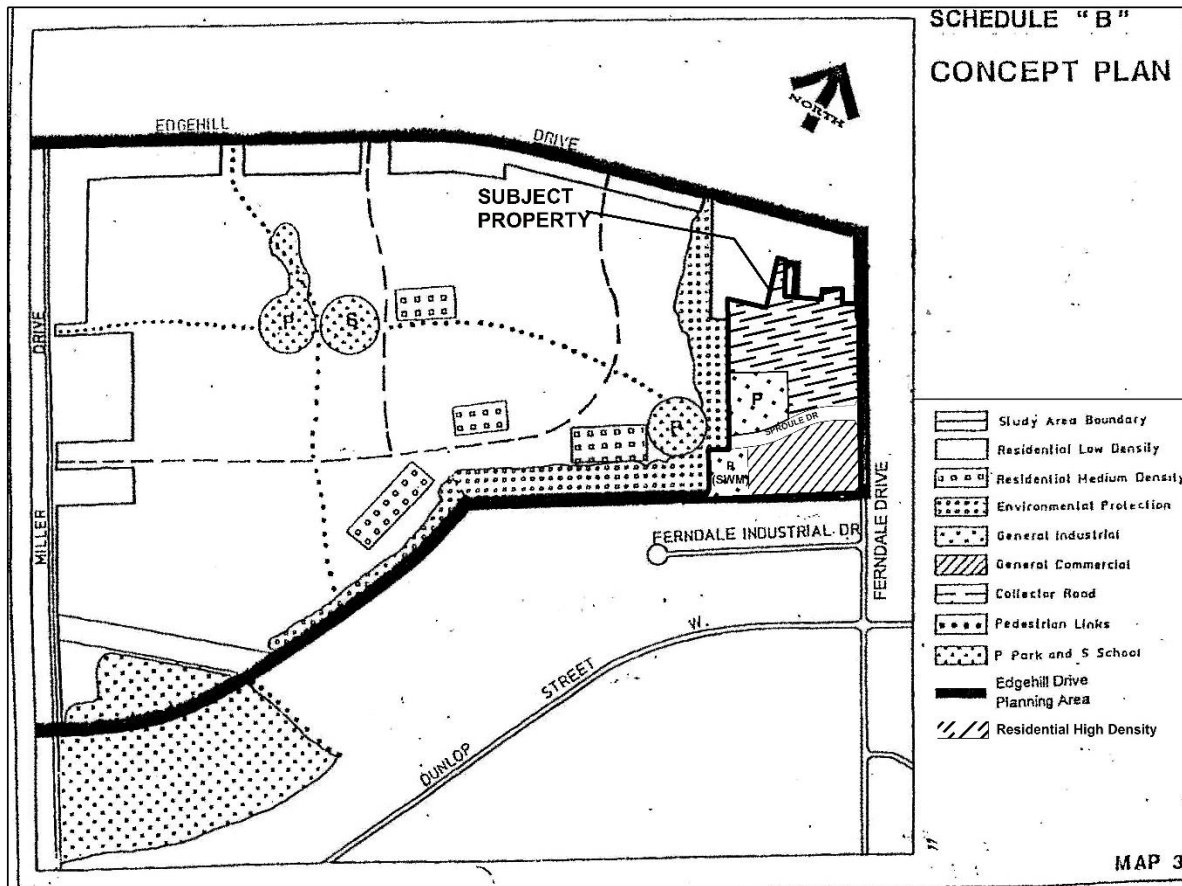 SCHEDULE "B"
CONCEPT PLAN
NORTH
EDGEHILL
DRIVE
SUBJECT
PROPERTY
P
S
P
P
SPROULE DR
(SWM)
DRIVE
MILLER
FERNDALE INDUSTRIAL DR
FERNDALE DRIVE
W.
STREET
DUNLOP
Study Area Boundary
Residential Low Density
Residential Medium Density
Environmental Protection
General Industrial
General Commercial
Collector Road
Pedestrian Links
P Park and S School
Edgehill Drive
Planning Area
Residential High Density
MAP 3